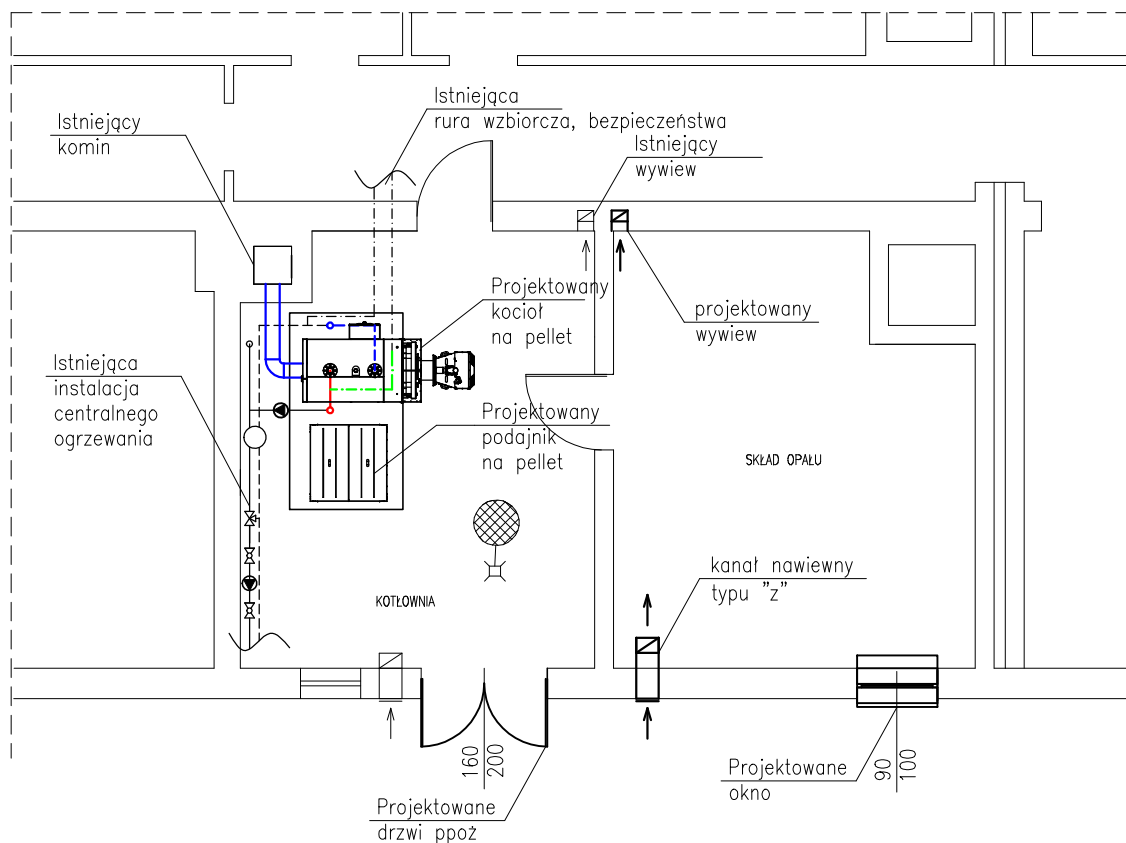 Istniejąca
rura wzbiorcza, bezpieczeństwa
Istniejący
komin
Istniejący
wywiew
Projektowany
kocioł
na pellet
projektowany
wywiew
Istniejąca
instalacja
centralnego
ogrzewania
Projektowany
podajnik
na pellet
SKŁAD OPAŁU
kanał nawiewny
typu "z"
KOTŁOWNIA
160
200
90
100
Projektowane
okno
Projektowane
drzwi ppoż